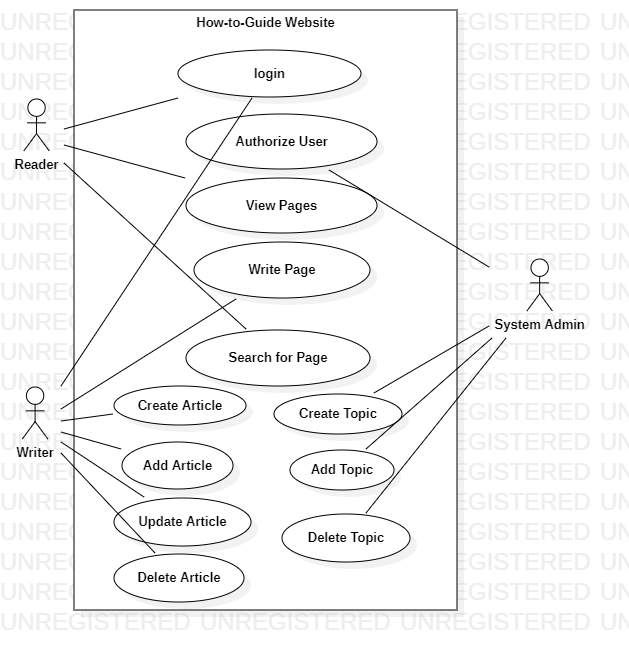 How-to-Guide Website
login
Authorize User
View Pages
Write Page
Search for Page
Create Article
Add Article
Update Article
Delete Article
Create Topic
Add Topic
Delete Topic
Reader
Writer
System Admin
UNREGISTERED UNREGISTERED UNREGISTERED